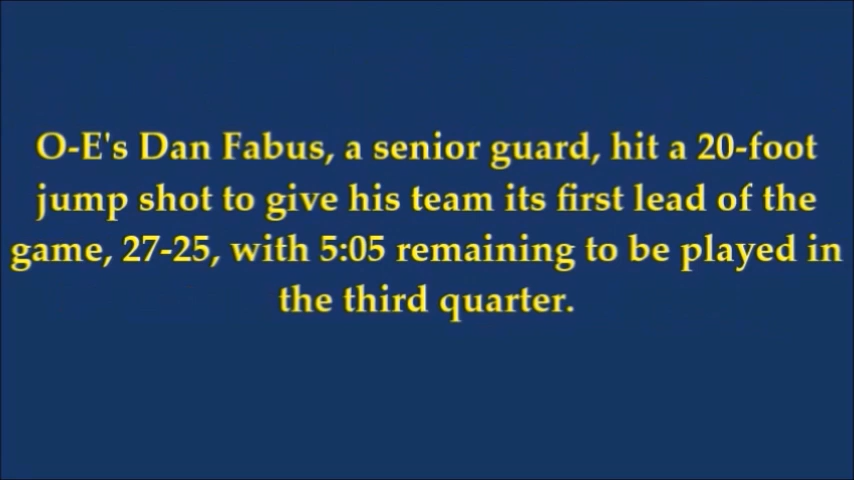 O-E's Dan Fabus, a senior guard, hit a 20-foot
jump shot to give his team its first lead of the
game, 27-25, with 5:05 remaining to be played in
the third quarter.